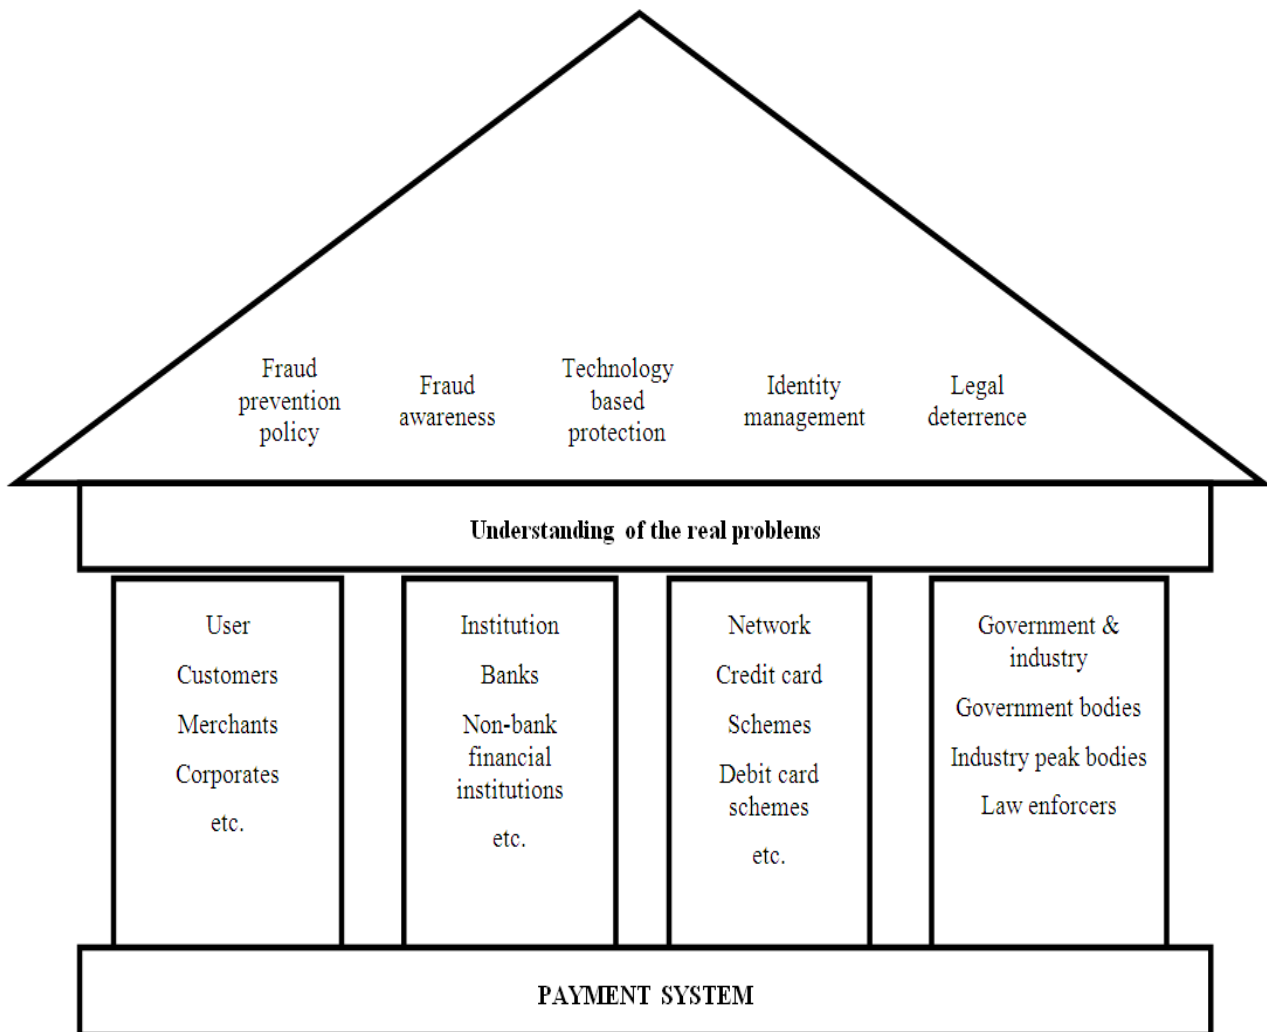 Fraud
prevention
policy
Fraud
awareness
Technology
based
protection
Identity
management
Legal
deterrence
Understanding of the real problems
User
Customers
Merchants
Corporates
etc.
Institution
Banks
Non-bank
financial
institutions
etc.
Network
Credit card
Schemes
Debit card
schemes
etc.
Government &
industry
Government bodies
Industry peak bodies
Law enforcers
PAYMENT SYSTEM